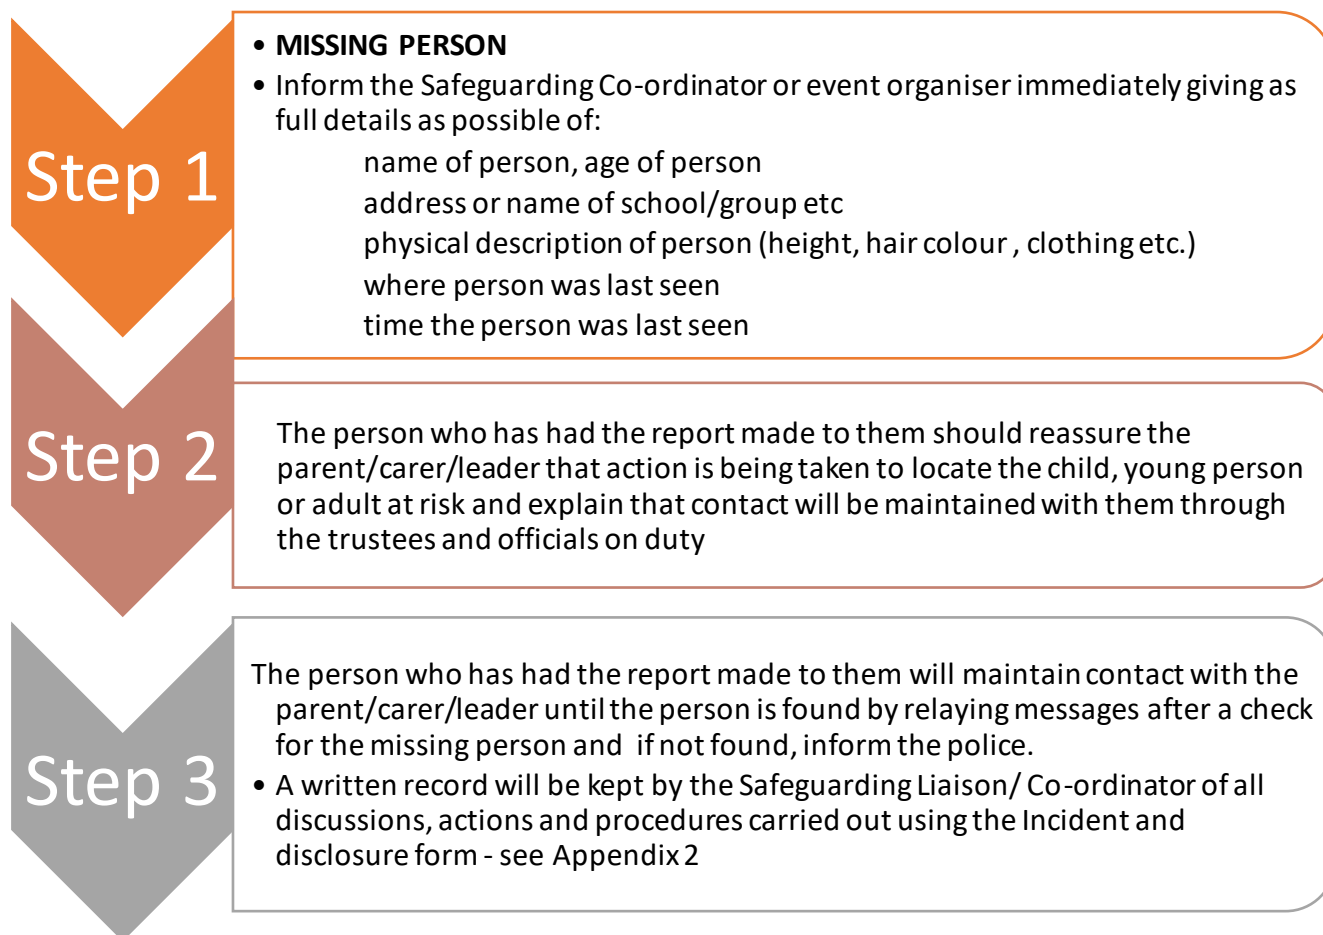 Step 1
• MISSING PERSON
• Inform the Safeguarding Co-ordinator or event organiser immediately giving as
full details as possible of:
name of person, age of person
address or name of school/group etc
physical description of person (height, hair colour , clothing etc.)
where person was last seen
time the person was last seen
Step 2
The person who has had the report made to them should reassure the
parent/carer/leader that action is being taken to locate the child, young person
or adult at risk and explain that contact will be maintained with them through
the trustees and officials on duty
Step 3
The person who has had the report made to them will maintain contact with the
parent/carer/leader until the person is found by relaying messages after a check
for the missing person and  if not found, inform the police.
• A written record will be kept by the Safeguarding Liaison/ Co-ordinator of all
discussions, actions and procedures carried out using the Incident and
disclosure form - see Appendix 2